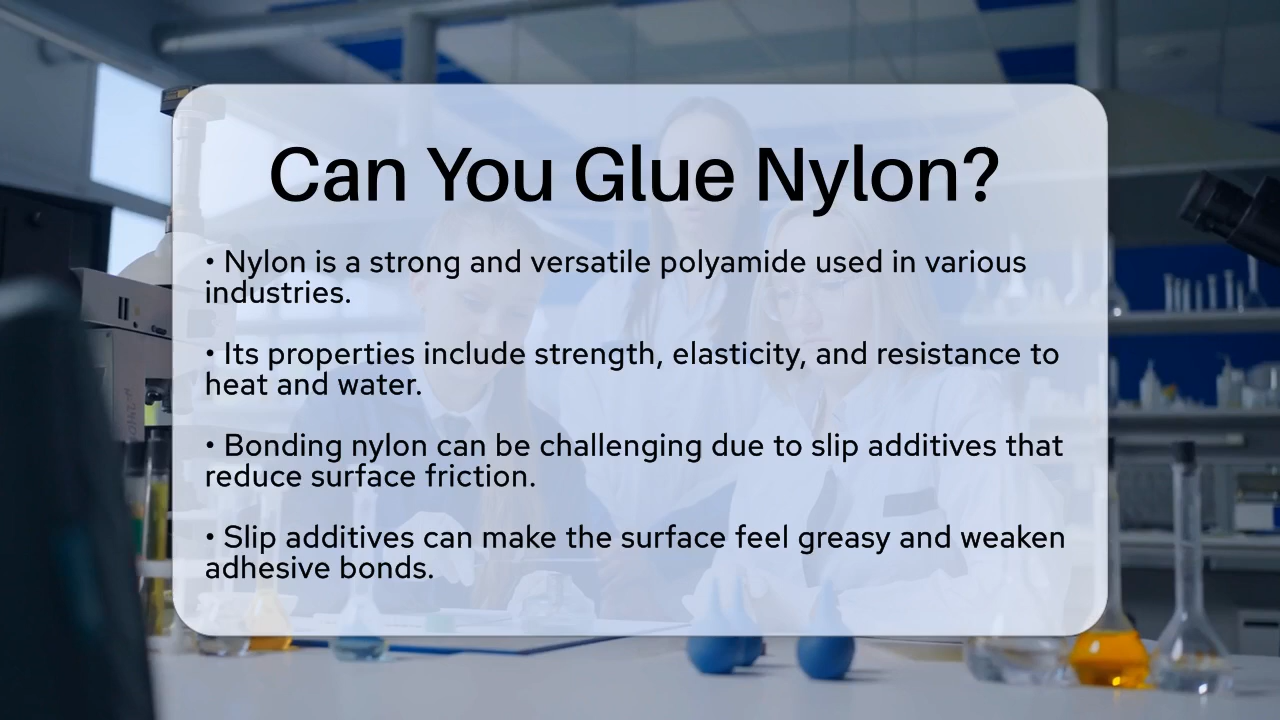 Can You Glue Nylon?
• Nylon is a strong and versatile polyamide used in various
industries.
• Its properties include strength, elasticity, and resistance to
heat and water.
• Bonding nylon can be challenging due to slip additives that
reduce surface friction.
• Slip additives can make the surface feel greasy and weaken
adhesive bonds.